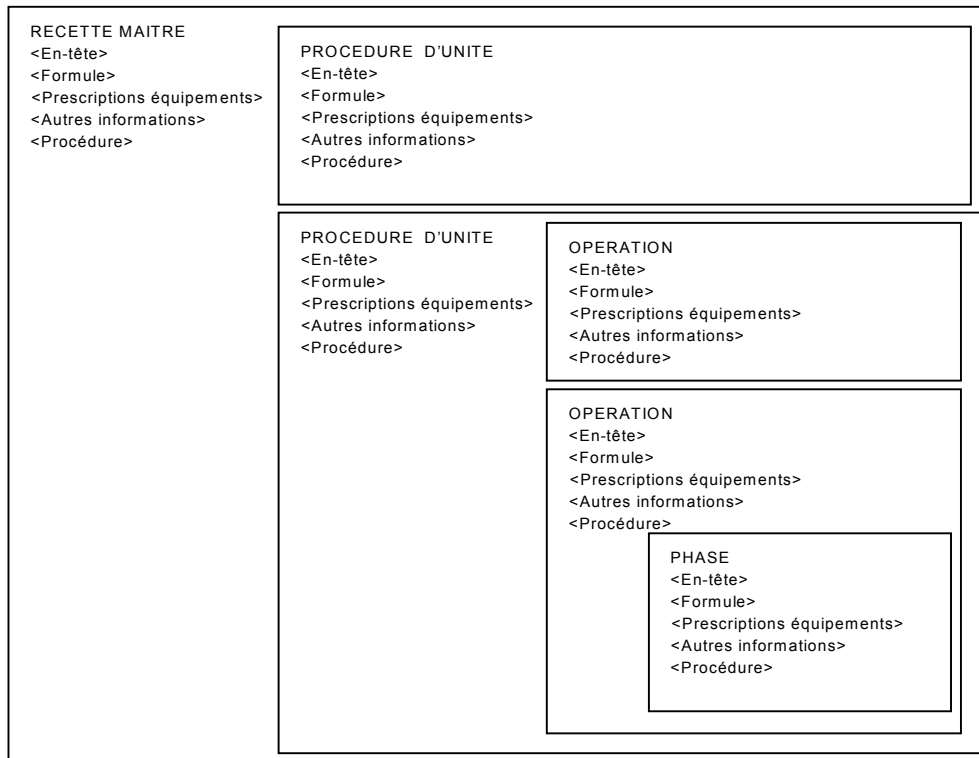 RECETTE MAITRE
<En-tête>
<Formule>
<Prescriptions équipements>
<Autres informations>
<Procédure>
PROCEDURE D'UNITE
<En-tête>
<Formule>
<Prescriptions équipements>
<Autres informations>
<Procédure>
PROCEDURE D'UNITE
<En-tête>
<Formule>
<Prescriptions équipements>
<Autres informations>
<Procédure>
OPERATION
<En-tête>
<Formule>
<Prescriptions équipements>
<Autres informations>
<Procédure>
OPERATION
<En-tête>
<Formule>
<Prescriptions équipements>
<Autres informations>
<Procédure>
PHASE
<En-tête>
<Formule>
<Prescriptions équipements>
<Autres informations>
<Procédure>